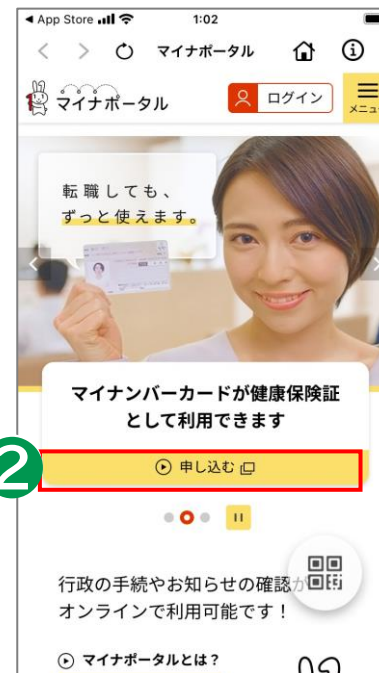 App Store 1:02
マイナポータル
マイナポータル ログイン
メニュ
転職しても、
ずっと使えます。
マイナンバーカードが健康保険証
として利用できます
2 申し込む
行政の手続やお知らせの確認が
オンラインで利用可能です！
マイナポータルとは？